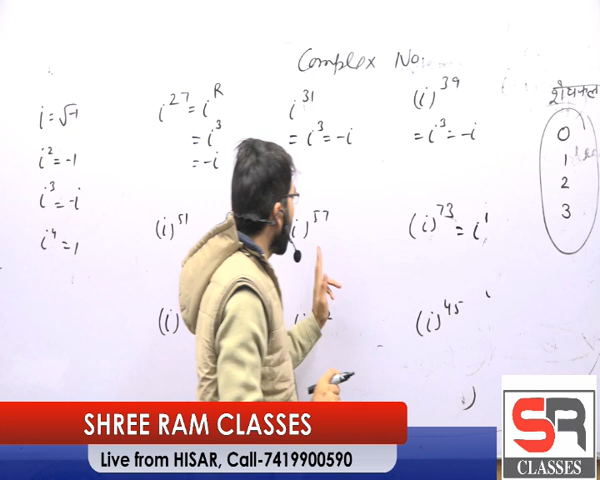 Complex No.
i = √-1
i² = -1
i³ = -i
i⁴ = 1
i²⁷ = i^R
= i³
= -i
i³¹
= i³ = -i
(i)³⁹
= i³ = -i
शेषफल
0
1
2
3
(i)⁵¹
i)⁵⁷
(i)⁷³ = i¹
(i)
(i)⁴⁵
SHREE RAM CLASSES
Live from HISAR, Call-7419900590
SR
CLASSES